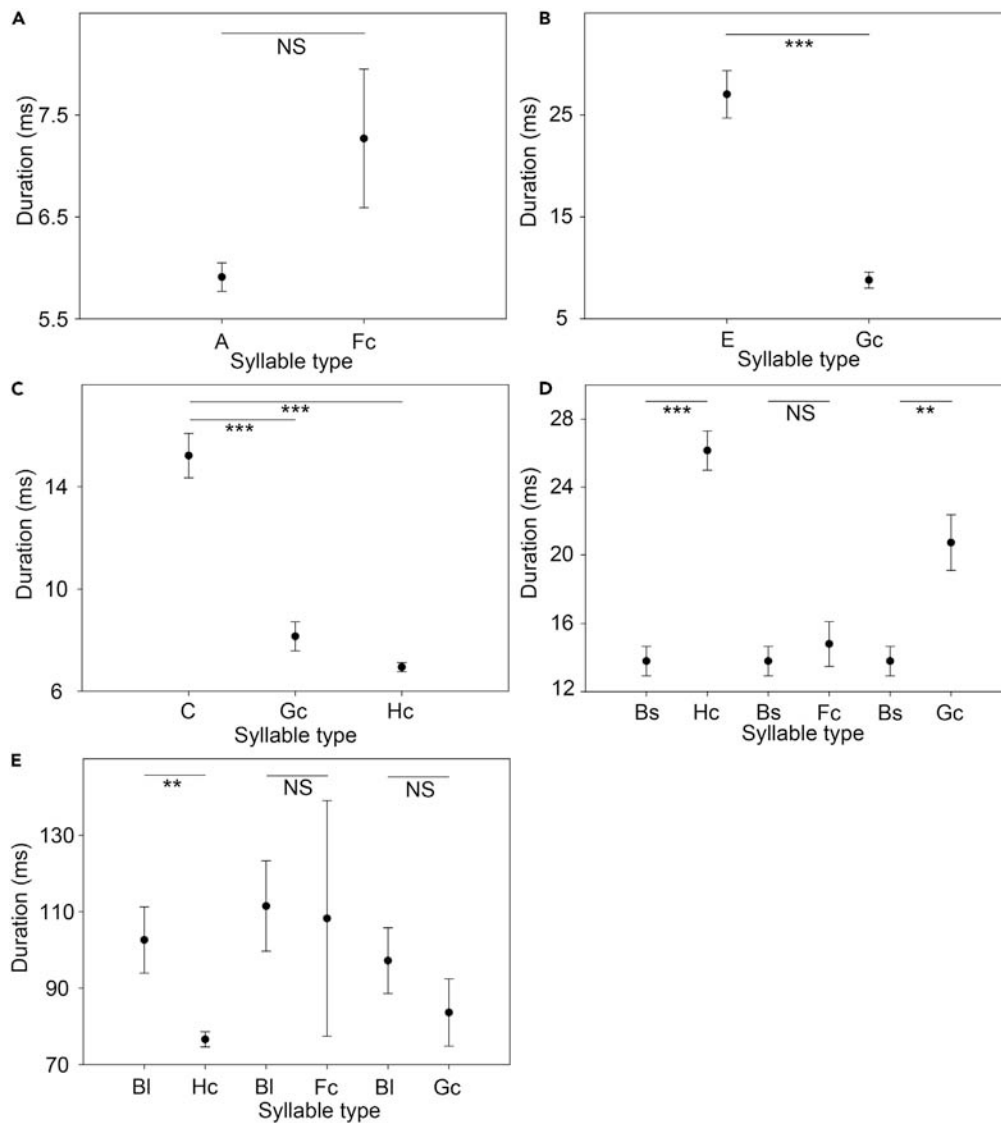 A
NS
Duration (ms)
7.5
6.5
5.5
A Fc
Syllable type
B
***
Duration (ms)
25
15
5
E Gc
Syllable type
C
***
***
Duration (ms)
14
10
6
C Gc Hc
Syllable type
D
*** NS **
Duration (ms)
28
24
20
16
12
Bs Hc Bs Fc Bs Gc
Syllable type
E
** NS NS
Duration (ms)
130
110
90
70
Bl Hc Bl Fc Bl Gc
Syllable type